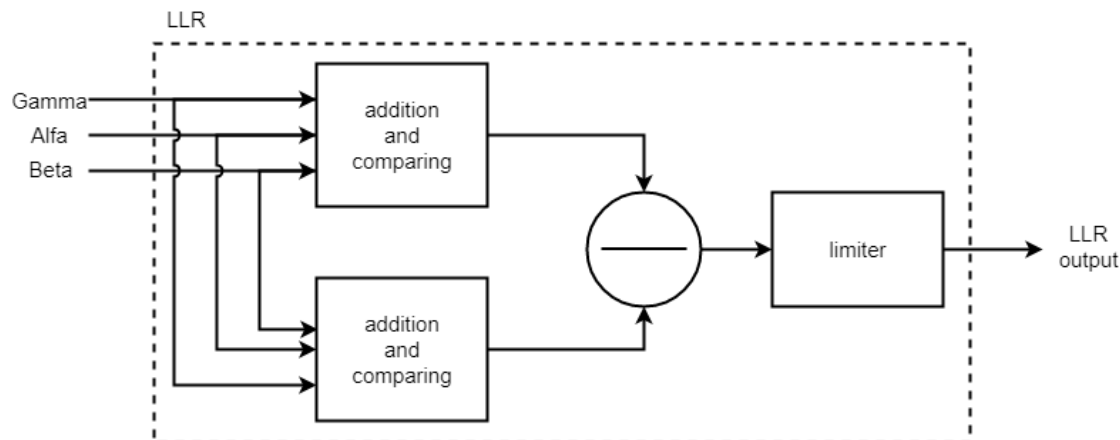 LLR
Gamma
Alfa
Beta
addition
and
comparing
addition
and
comparing
limiter
LLR
output